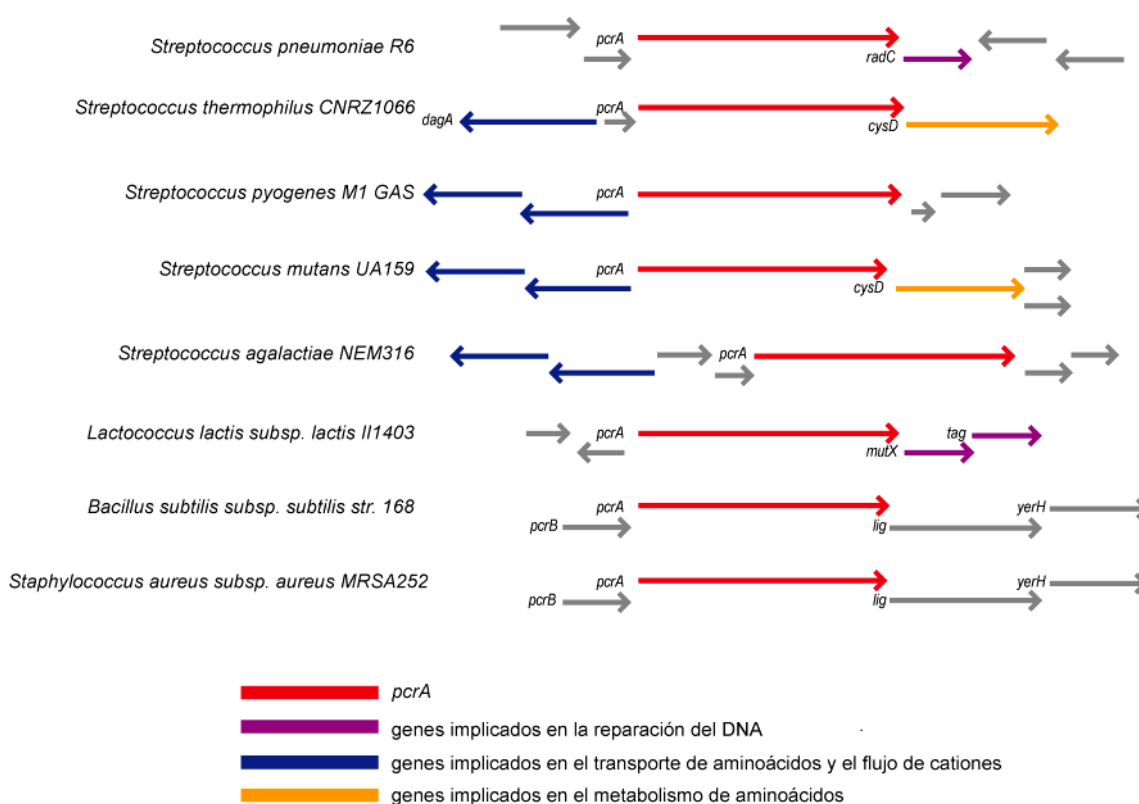 pcrA
Streptococcus pneumoniae R6
radC
pcrA
Streptococcus thermophilus CNRZ1066
dagA
cysD
Streptococcus pyogenes M1 GAS
pcrA
Streptococcus mutans UA159
pcrA
cysD
Streptococcus agalactiae NEM316
pcrA
Lactococcus lactis subsp. lactis Il1403
pcrA
tag
mutX
Bacillus subtilis subsp. subtilis str. 168
pcrA
yerH
pcrB
lig
Staphylococcus aureus subsp. aureus MRSA252
pcrA
yerH
pcrB
lig
pcrA
genes implicados en la reparación del DNA
genes implicados en el transporte de aminoácidos y el flujo de cationes
genes implicados en el metabolismo de aminoácidos